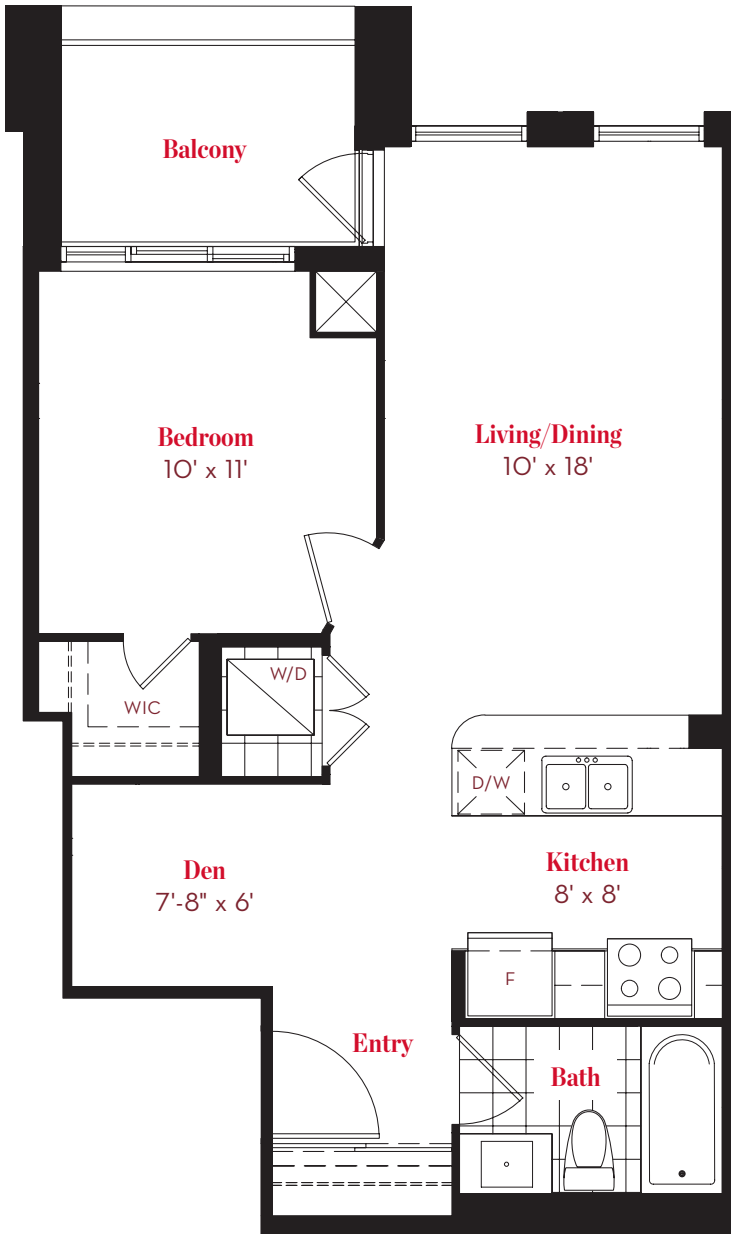 Balcony
Bedroom
10' x 11'
Living/Dining
10' x 18'
W/D
WIC
D/W
Den
7'-8" x 6'
Kitchen
8' x 8'
F
Entry
Bath